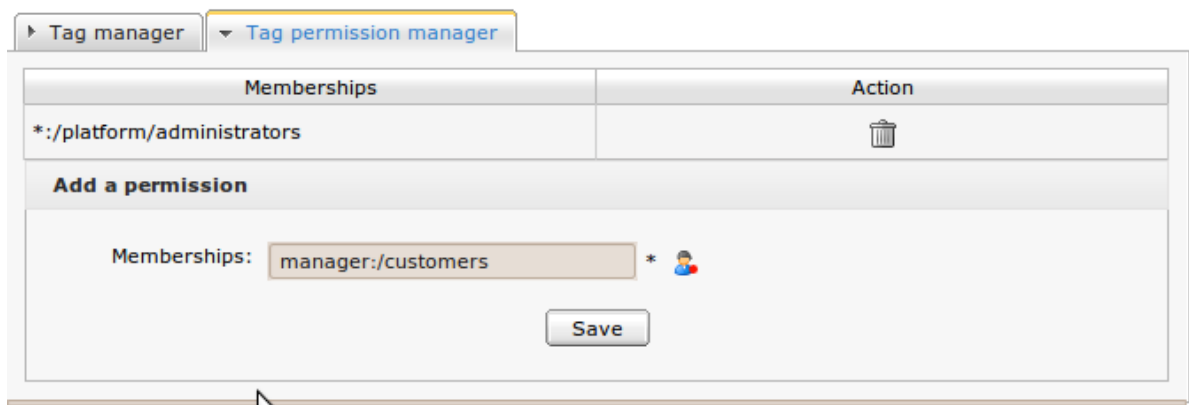 Tag manager Tag permission manager
Memberships Action
*:/platform/administrators
Add a permission
Memberships: manager:/customers *
Save